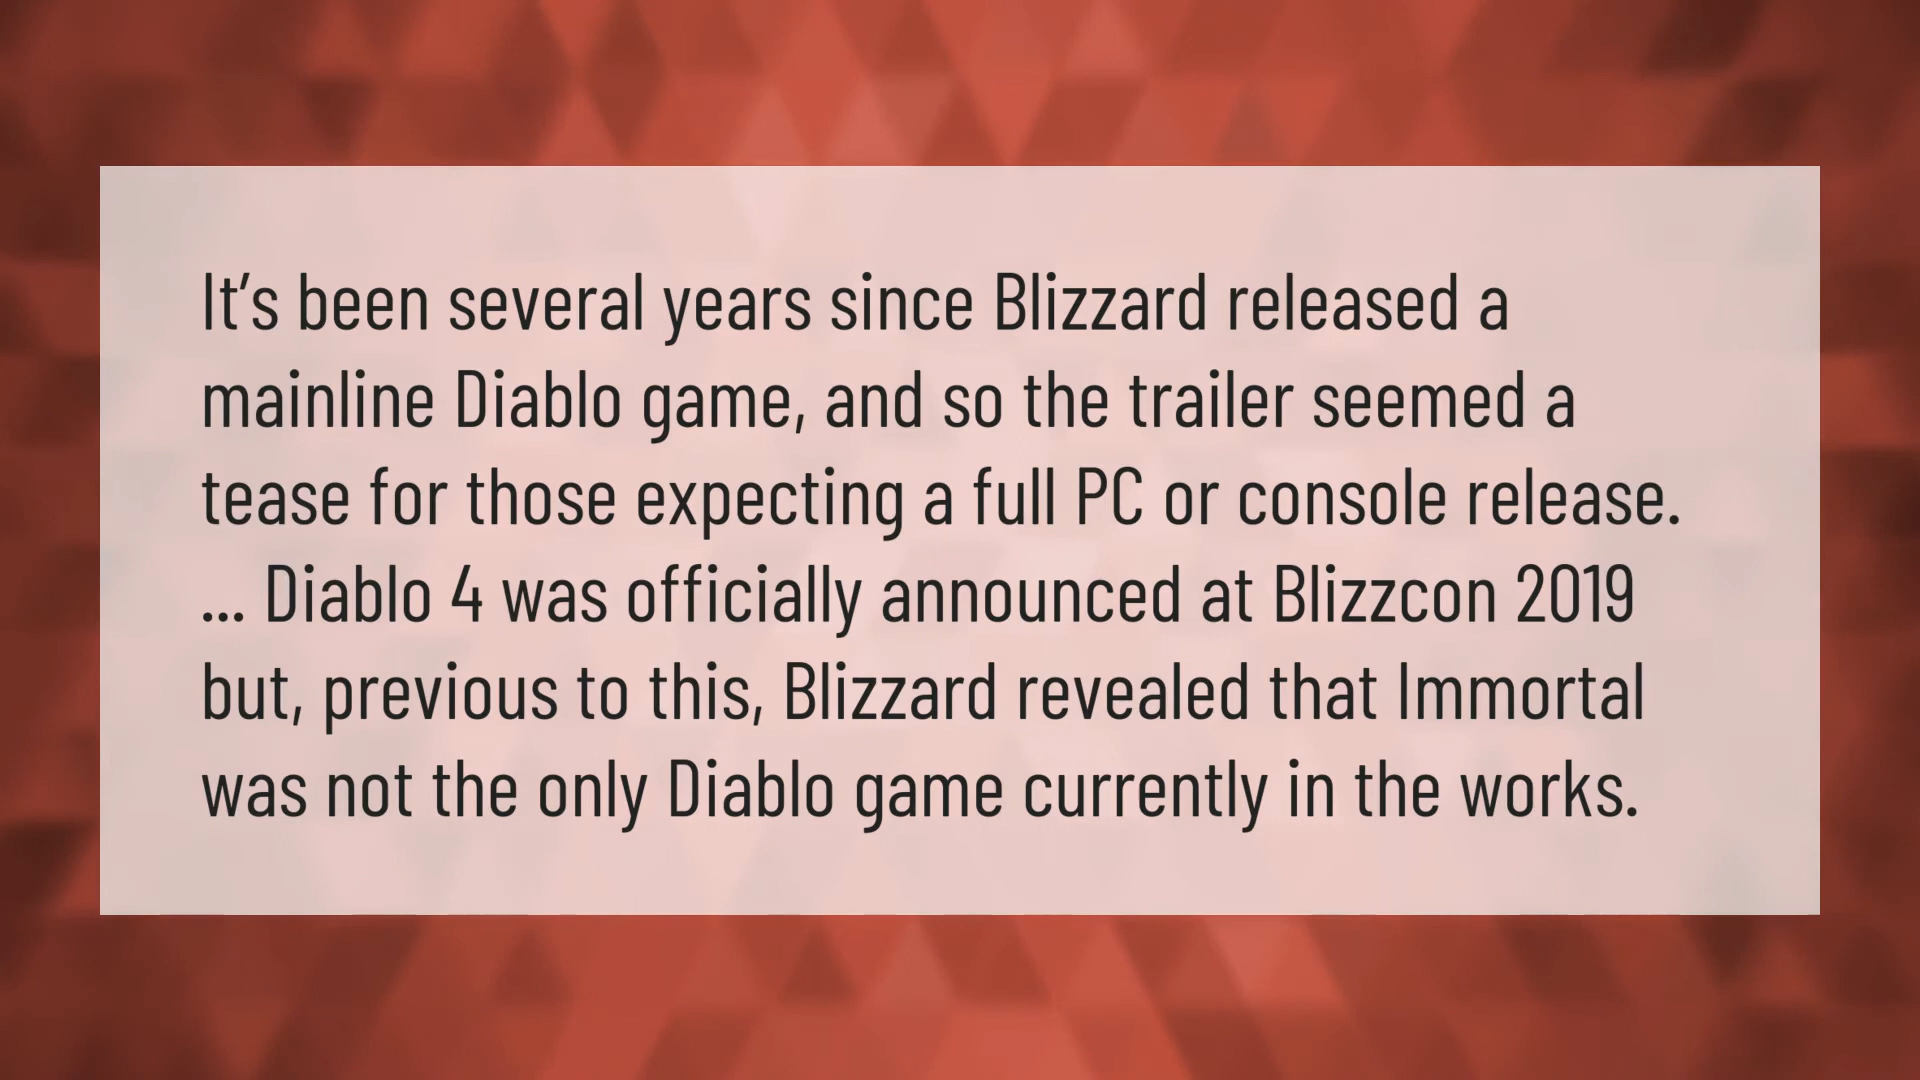 It’s been several years since Blizzard released a
mainline Diablo game, and so the trailer seemed a
tease for those expecting a full PC or console release.
... Diablo 4 was officially announced at Blizzcon 2019
but, previous to this, Blizzard revealed that Immortal
was not the only Diablo game currently in the works.